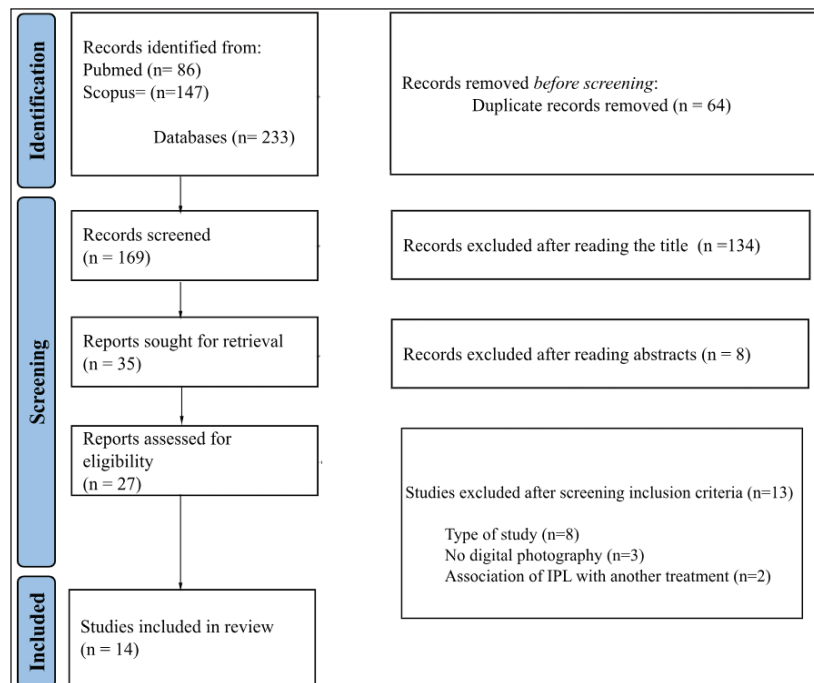 Identification
Records identified from:
Pubmed (n= 86)
Scopus= (n=147)
Databases (n= 233)
Records removed before screening:
Duplicate records removed (n = 64)
Screening
Records screened
(n = 169)
Records excluded after reading the title (n =134)
Reports sought for retrieval
(n = 35)
Records excluded after reading abstracts (n = 8)
Reports assessed for
eligibility
(n = 27)
Studies excluded after screening inclusion criteria (n=13)
Type of study (n=8)
No digital photography (n=3)
Association of IPL with another treatment (n=2)
Included
Studies included in review
(n = 14)